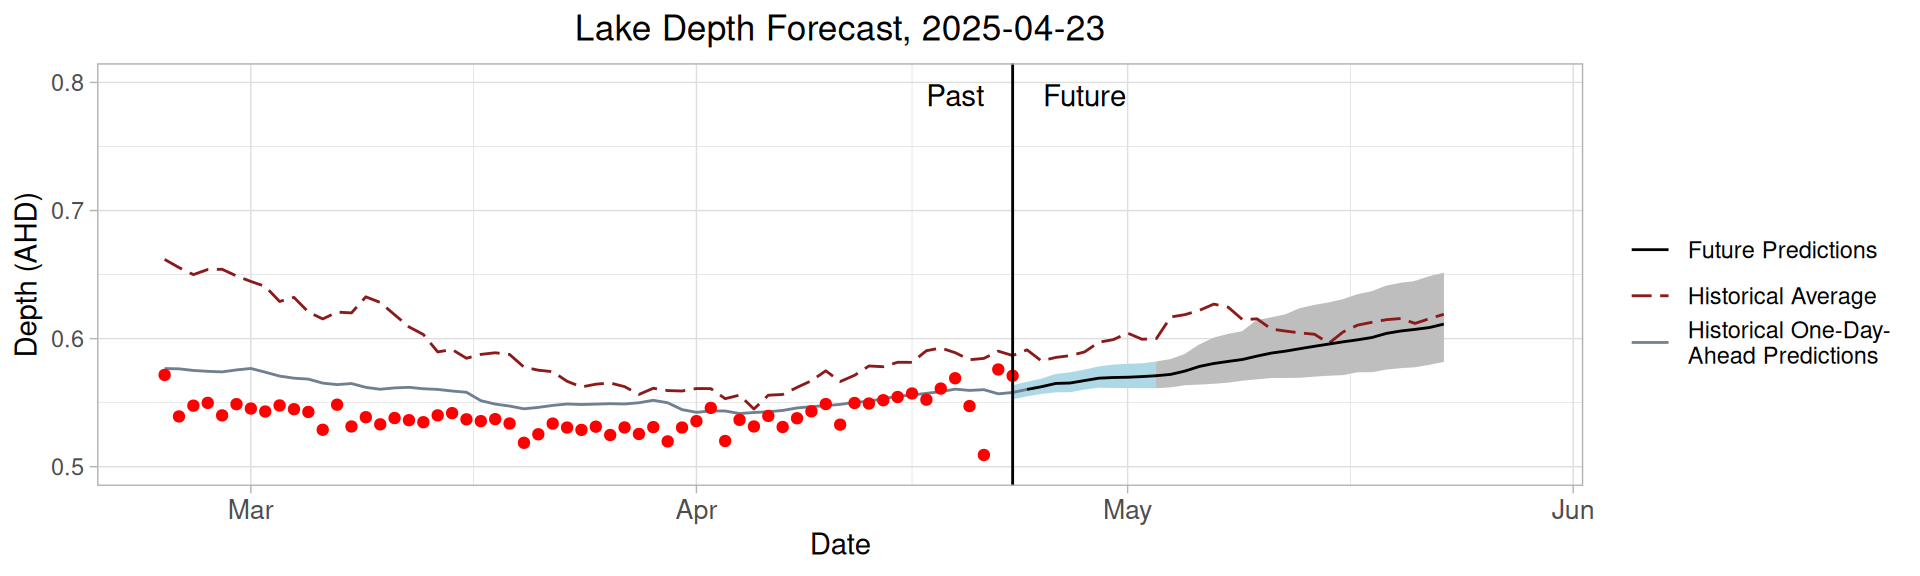 Lake Depth Forecast, 2025-04-23
Past
Future
0.8
0.7
0.6
0.5
Depth (AHD)
Mar
Apr
May
Jun
Date
Future Predictions
Historical Average
Historical One-Day-
Ahead Predictions